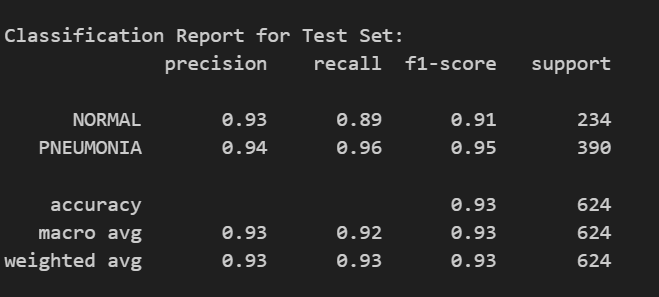 Classification Report for Test Set:
precision recall f1-score support
NORMAL 0.93 0.89 0.91 234
PNEUMONIA 0.94 0.96 0.95 390
accuracy 0.93 624
macro avg 0.93 0.92 0.93 624
weighted avg 0.93 0.93 0.93 624